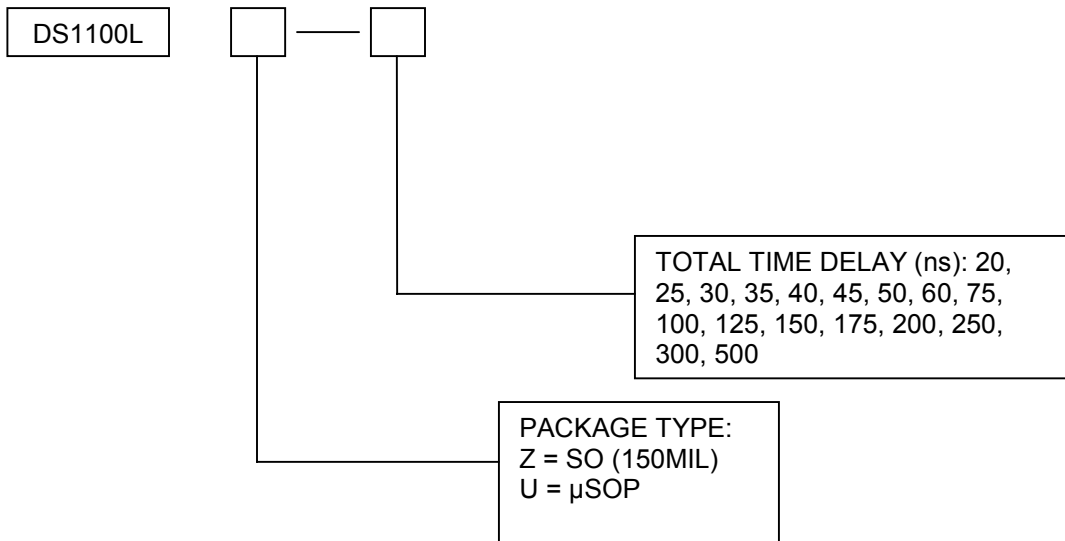 DS1100L
TOTAL TIME DELAY (ns): 20,
25, 30, 35, 40, 45, 50, 60, 75,
100, 125, 150, 175, 200, 250,
300, 500
PACKAGE TYPE:
Z = SO (150MIL)
U = µSOP